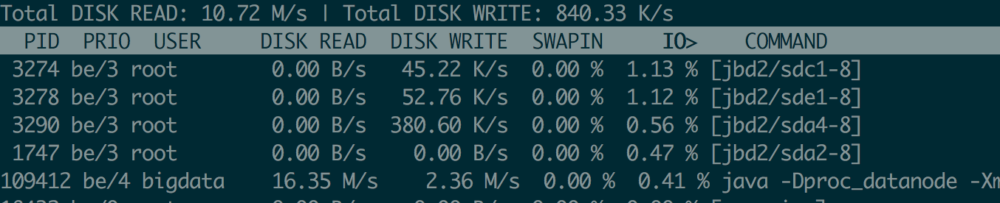 Total DISK READ: 10.72 M/s | Total DISK WRITE: 840.33 K/s
PID PRIO USER DISK READ DISK WRITE SWAPIN IO> COMMAND
3274 be/3 root 0.00 B/s 45.22 K/s 0.00 % 1.13 % [jbd2/sdc1-8]
3278 be/3 root 0.00 B/s 52.76 K/s 0.00 % 1.12 % [jbd2/sde1-8]
3290 be/3 root 0.00 B/s 380.60 K/s 0.00 % 0.56 % [jbd2/sda4-8]
1747 be/3 root 0.00 B/s 0.00 B/s 0.00 % 0.47 % [jbd2/sda2-8]
109412 be/4 bigdata 16.35 M/s 2.36 M/s 0.00 % 0.41 % java -Dproc_datanode -Xm